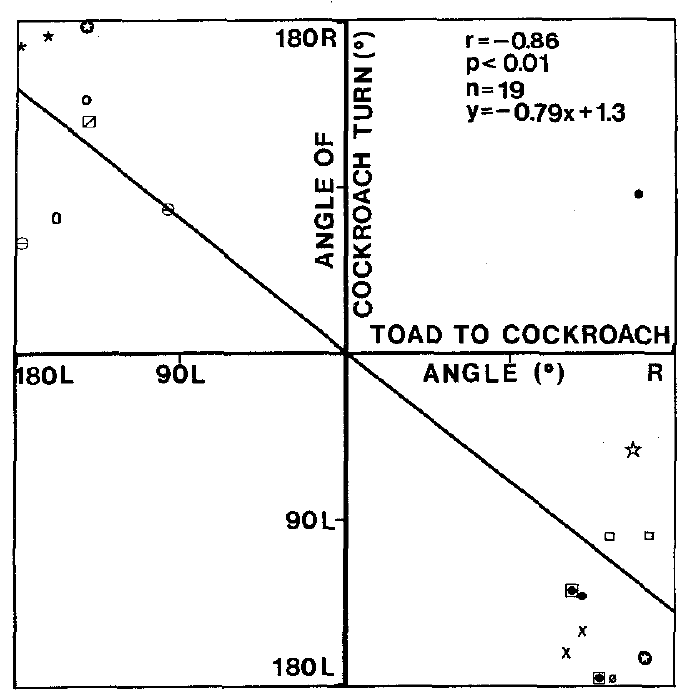 180R
ANGLE OF
COCKROACH TURN (°)
r=-0.86
p< 0.01
n=19
y=-0.79x+1.3
TOAD TO COCKROACH
180L
90L
ANGLE (°)
R
90L
180L